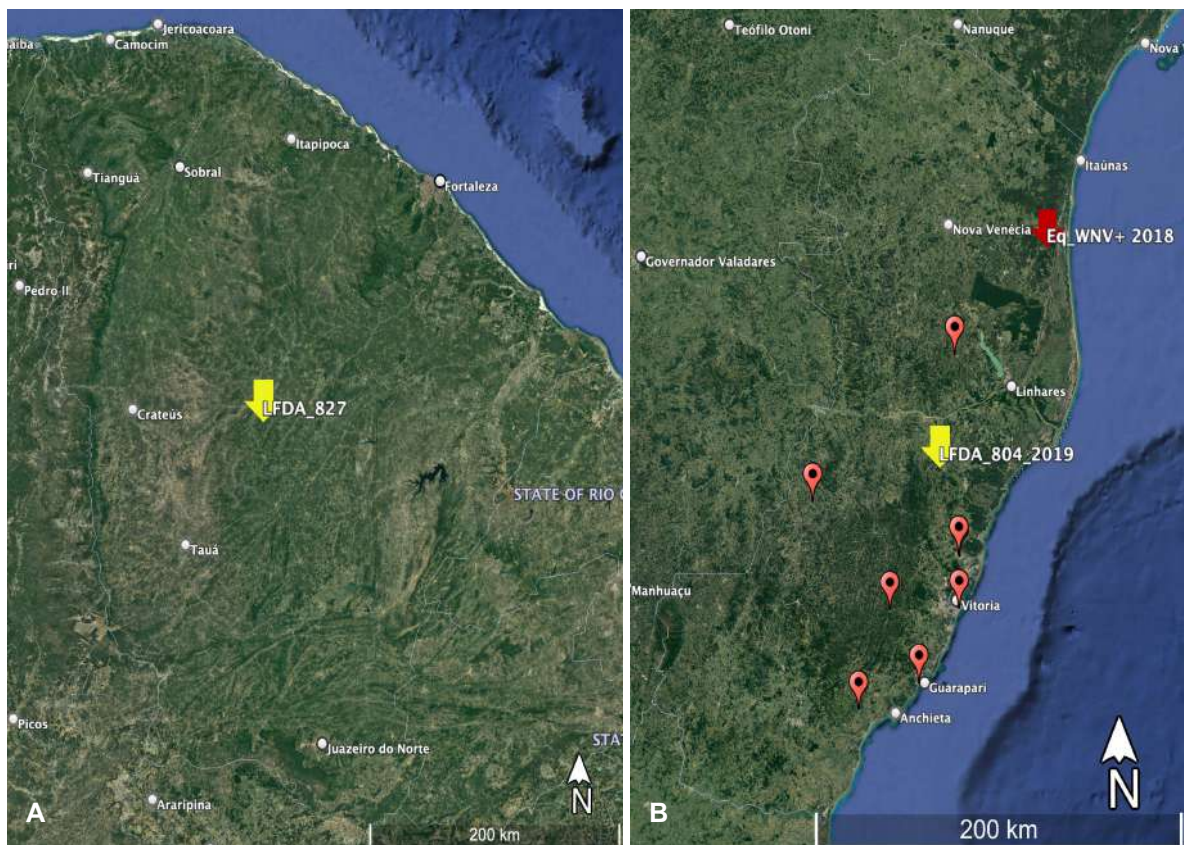 Jericoacoara
Camocim
Itapipoca
Sobral
Tianguá
Fortaleza
Pedro II
LFDA_827
Crateús
STATE OF RIO
Tauá
Picos
Juazeiro do Norte
STA
Araripina
N
A
200 km
Teófilo Otoni
Nanuque
Nova V
Itaúnas
Nova Venécia
Eq_WNV+ 2018
Governador Valadares
Linhares
LFDA_804_2019
Manhuaçu
Vitoria
Guarapari
Anchieta
N
B
200 km